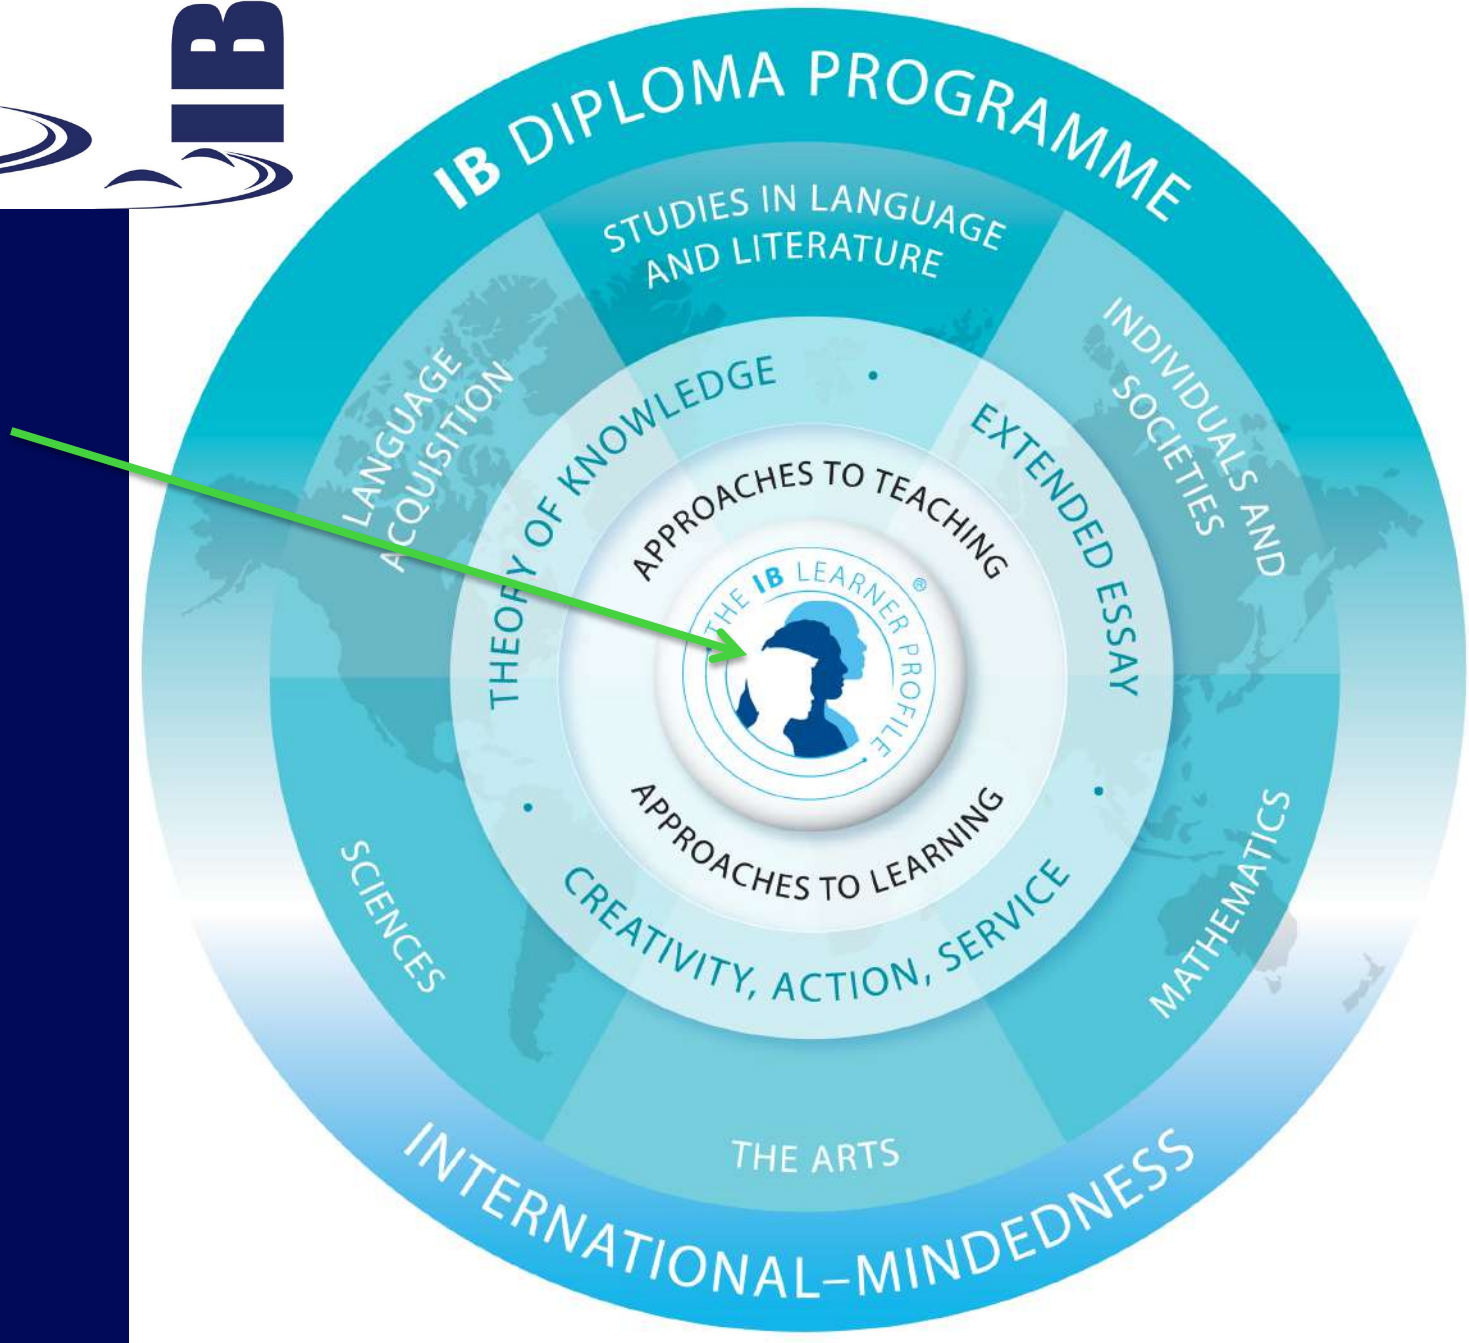 IB
IB DIPLOMA PROGRAMME
STUDIES IN LANGUAGE
AND LITERATURE
LANGUAGE
ACQUISITION
INDIVIDUALS AND
SOCIETIES
THEORY OF KNOWLEDGE
•
EXTENDED ESSAY
APPROACHES TO TEACHING
THE IB LEARNER PROFILE ®
APPROACHES TO LEARNING
•
CREATIVITY, ACTION, SERVICE
•
SCIENCES
MATHEMATICS
THE ARTS
INTERNATIONAL–MINDEDNESS